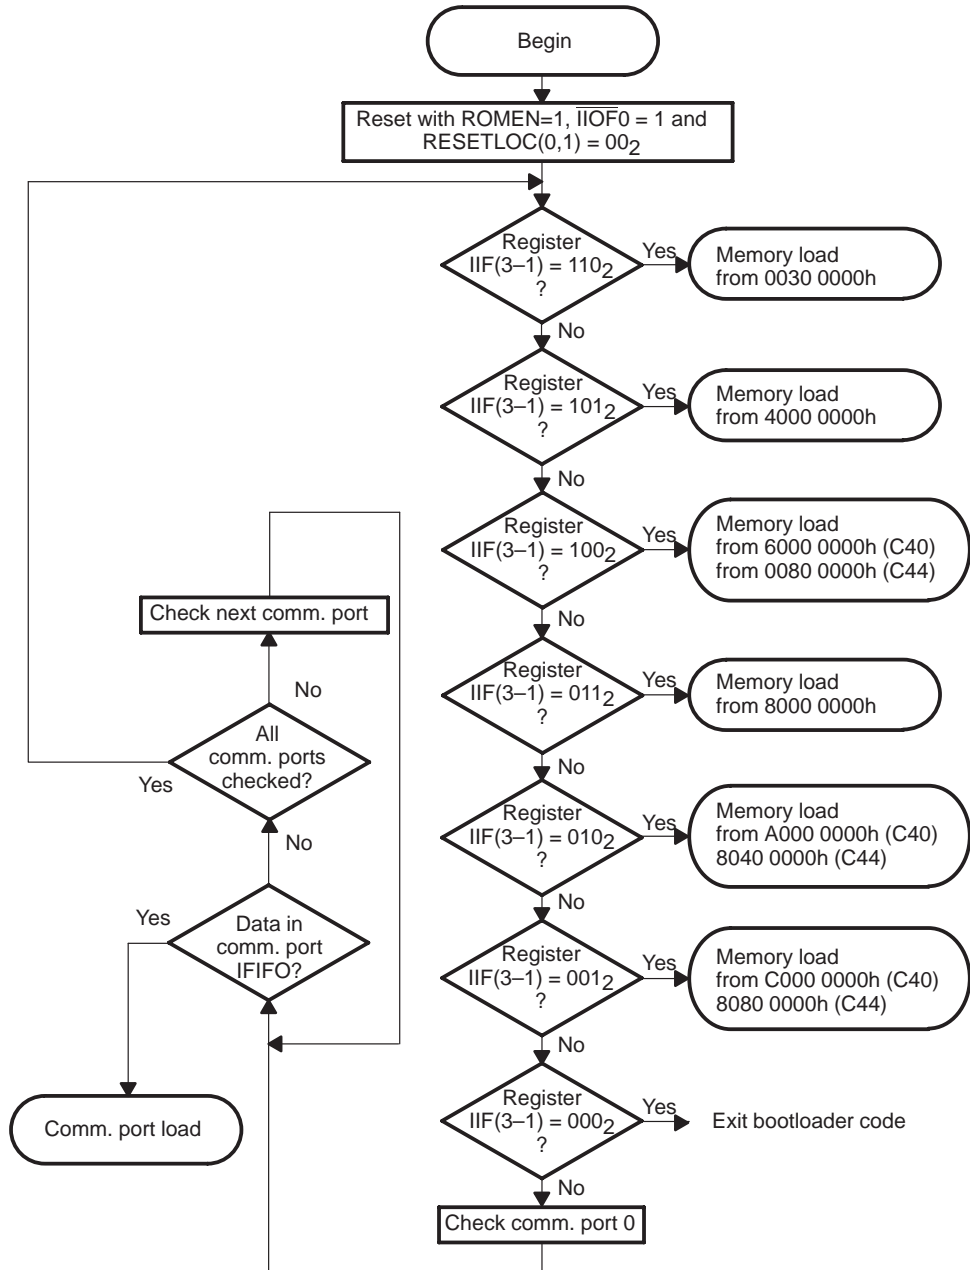 Begin
Reset with ROMEN=1, IIOF0 = 1 and
RESETLOC(0,1) = 002
Register
IIF(3–1) = 1102
?
Yes
Memory load
from 0030 0000h
No
Register
IIF(3–1) = 1012
?
Yes
Memory load
from 4000 0000h
No
Register
IIF(3–1) = 1002
?
Yes
Memory load
from 6000 0000h (C40)
from 0080 0000h (C44)
No
Register
IIF(3–1) = 0112
?
Yes
Memory load
from 8000 0000h
No
Register
IIF(3–1) = 0102
?
Yes
Memory load
from A000 0000h (C40)
8040 0000h (C44)
No
Register
IIF(3–1) = 0012
?
Yes
Memory load
from C000 0000h (C40)
8080 0000h (C44)
No
Register
IIF(3–1) = 0002
?
Yes
Exit bootloader code
No
Check comm. port 0
Data in
comm. port
IFIFO?
Yes
Comm. port load
No
All
comm. ports
checked?
Yes
No
Check next comm. port